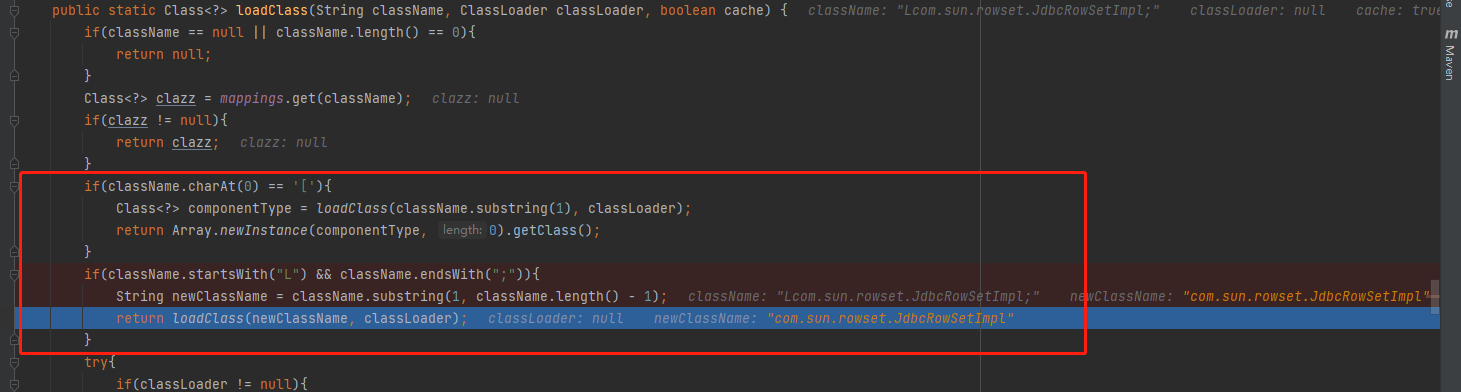 public static Class<?> loadClass(String className, ClassLoader classLoader, boolean cache) { className: "Lcom.sun.rowset.JdbcRowSetImpl;" classLoader: null cache: true
if(className == null || className.length() == 0){
return null;
}
Class<?> clazz = mappings.get(className); clazz: null
if(clazz != null){
return clazz; clazz: null
}
if(className.charAt(0) == '['){
Class<?> componentType = loadClass(className.substring(1), classLoader);
return Array.newInstance(componentType, length: 0).getClass();
}
if(className.startsWith("L") && className.endsWith(";")){
String newClassName = className.substring(1, className.length() - 1); className: "Lcom.sun.rowset.JdbcRowSetImpl;" newClassName: "com.sun.rowset.JdbcRowSetImpl"
return loadClass(newClassName, classLoader); classLoader: null newClassName: "com.sun.rowset.JdbcRowSetImpl"
}
try{
if(classLoader != null){
m Maven